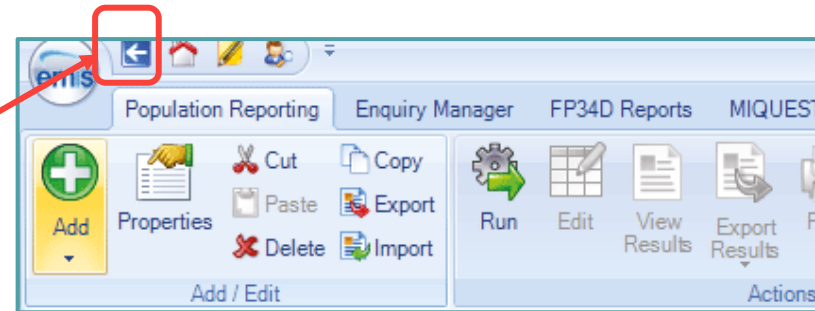 emis
Population Reporting Enquiry Manager FP34D Reports MIQUEST
Add
Properties
Cut
Paste
Delete
Copy
Export
Import
Run
Edit
View
Results
Export
Results
Add / Edit
Actions